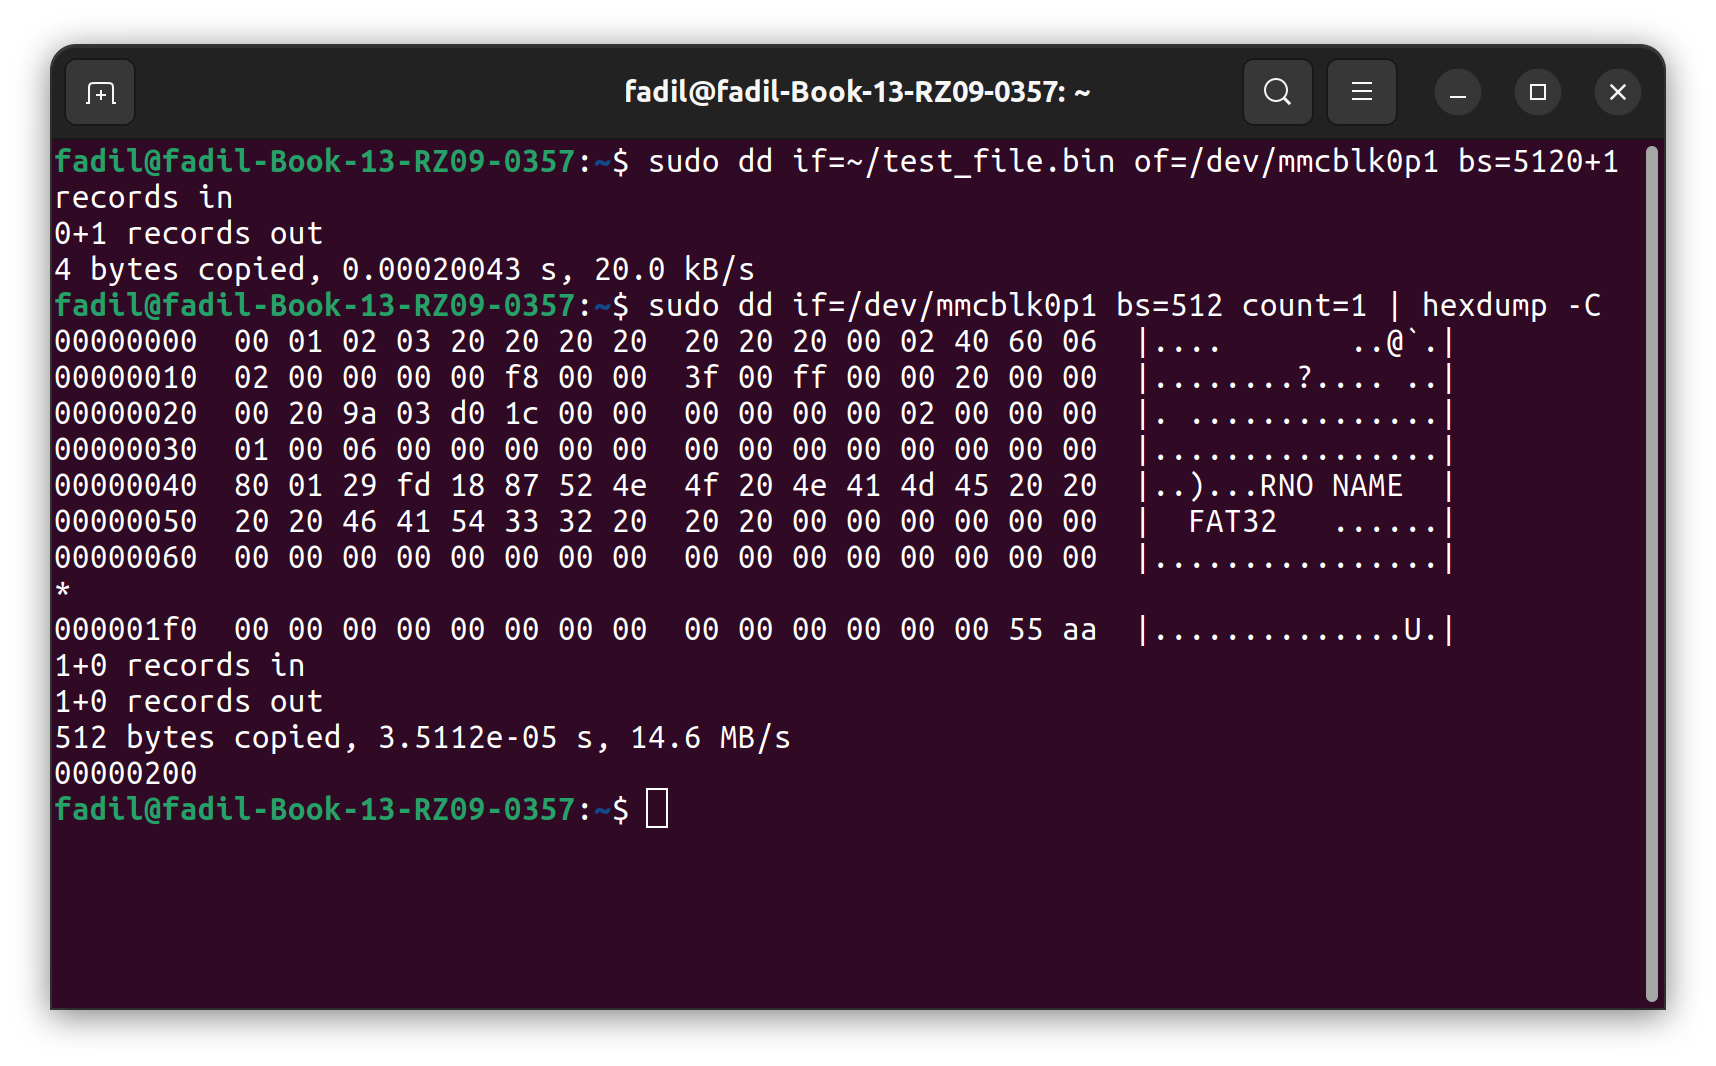 fadil@fadil-Book-13-RZ09-0357: ~
fadil@fadil-Book-13-RZ09-0357:~$ sudo dd if=~/test_file.bin of=/dev/mmcblk0p1 bs=5120+1
records in
0+1 records out
4 bytes copied, 0.00020043 s, 20.0 kB/s
fadil@fadil-Book-13-RZ09-0357:~$ sudo dd if=/dev/mmcblk0p1 bs=512 count=1 | hexdump -C
00000000  00 01 02 03 20 20 20 20  20 20 20 00 02 40 60 06  |....       ..@`.|
00000010  02 00 00 00 00 f8 00 00  3f 00 ff 00 00 20 00 00  |........?.... ..|
00000020  00 20 9a 03 d0 1c 00 00  00 00 00 00 02 00 00 00  |. ..............|
00000030  01 00 06 00 00 00 00 00  00 00 00 00 00 00 00 00  |................|
00000040  80 01 29 fd 18 87 52 4e  4f 20 4e 41 4d 45 20 20  |..)...RNO NAME  |
00000050  20 20 46 41 54 33 32 20  20 20 00 00 00 00 00 00  |  FAT32   ......|
00000060  00 00 00 00 00 00 00 00  00 00 00 00 00 00 00 00  |................|
*
000001f0  00 00 00 00 00 00 00 00  00 00 00 00 00 00 55 aa  |..............U.|
1+0 records in
1+0 records out
512 bytes copied, 3.5112e-05 s, 14.6 MB/s
00000200
fadil@fadil-Book-13-RZ09-0357:~$